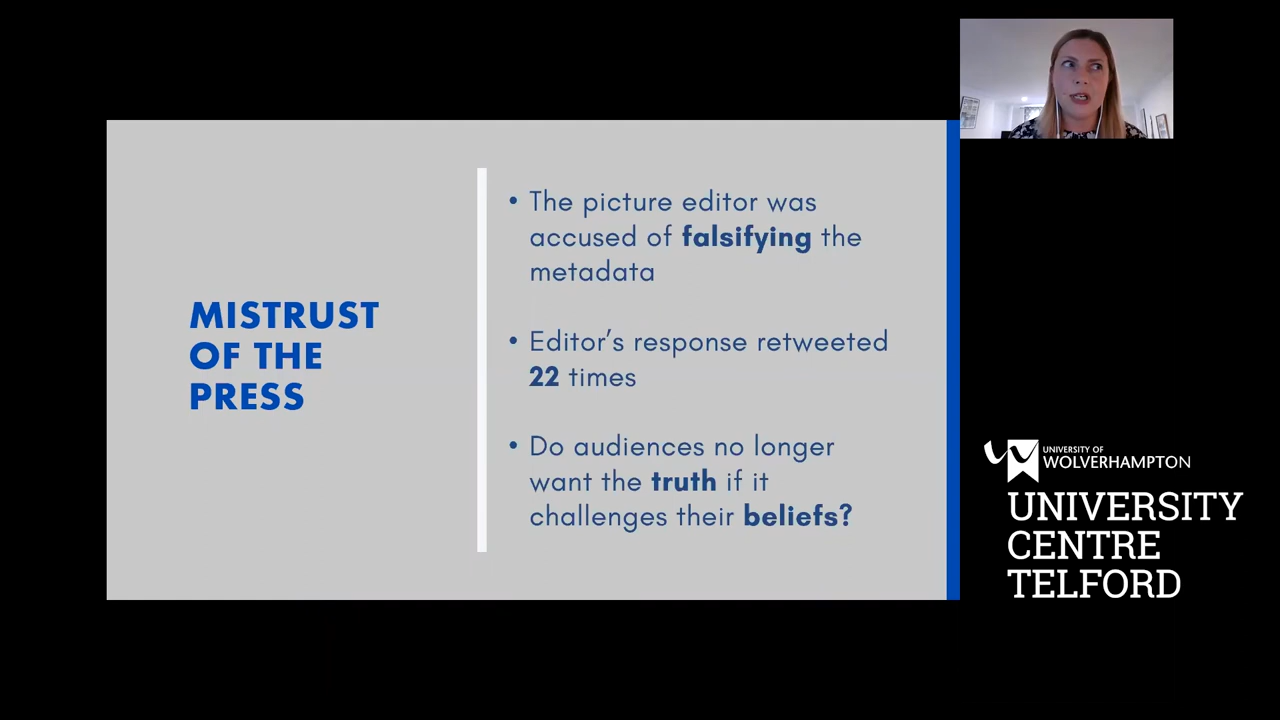 MISTRUST
OF THE
PRESS
• The picture editor was
accused of falsifying the
metadata
• Editor’s response retweeted
22 times
• Do audiences no longer
want the truth if it
challenges their beliefs?
UNIVERSITY OF
WOLVERHAMPTON
UNIVERSITY
CENTRE
TELFORD